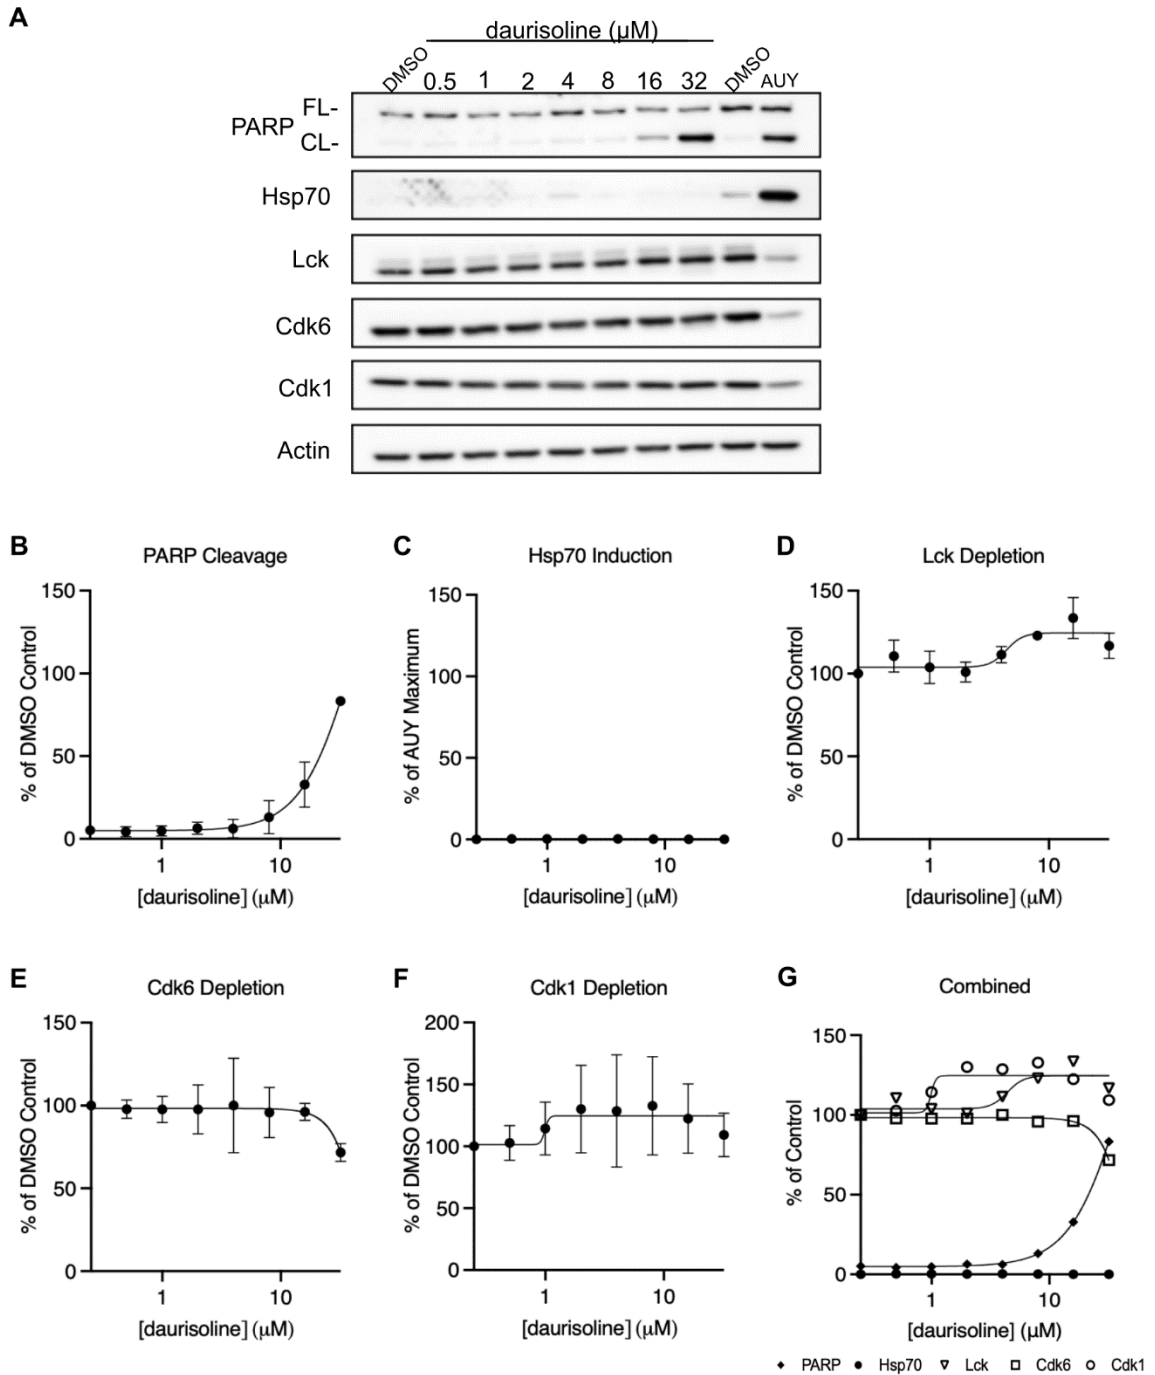 A
daurisoline (μM)
DMSO 0.5 1 2 4 8 16 32 DMSO AUY
PARP FL-
CL-
Hsp70
Lck
Cdk6
Cdk1
Actin
B
PARP Cleavage
150
100
50
0
% of DMSO Control
1 10
[daurisoline] (μM)
C
Hsp70 Induction
150
100
50
0
% of AUY Maximum
1 10
[daurisoline] (μM)
D
Lck Depletion
150
100
50
0
% of DMSO Control
1 10
[daurisoline] (μM)
E
Cdk6 Depletion
150
100
50
0
% of DMSO Control
1 10
[daurisoline] (μM)
F
Cdk1 Depletion
200
150
100
50
0
% of DMSO Control
1 10
[daurisoline] (μM)
G
Combined
150
100
50
0
% of Control
1 10
[daurisoline] (μM)
PARP Hsp70 Lck Cdk6 Cdk1